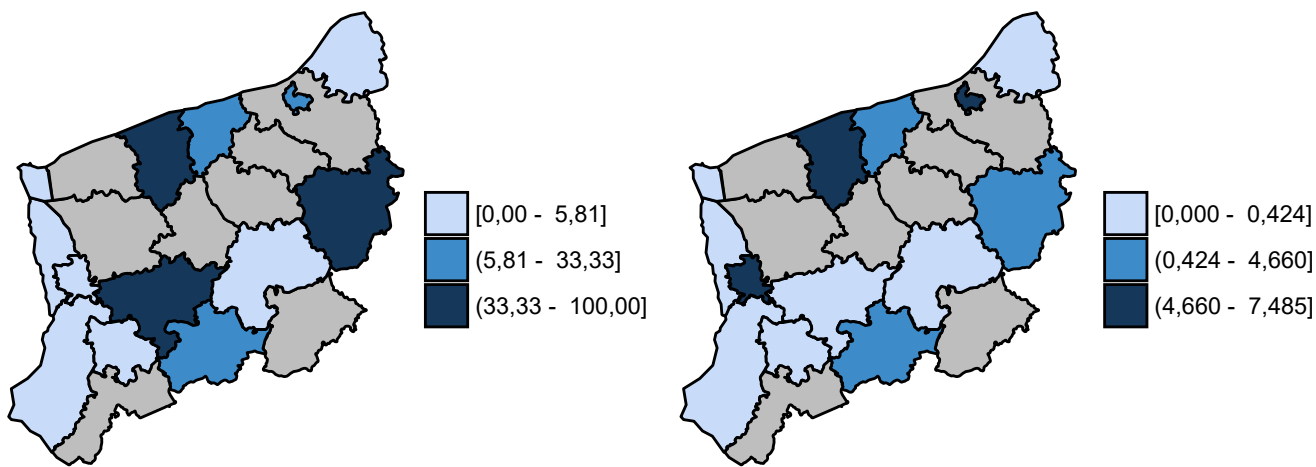 [0,00 - 5,81]
(5,81 - 33,33]
(33,33 - 100,00]
[0,000 - 0,424]
(0,424 - 4,660]
(4,660 - 7,485]